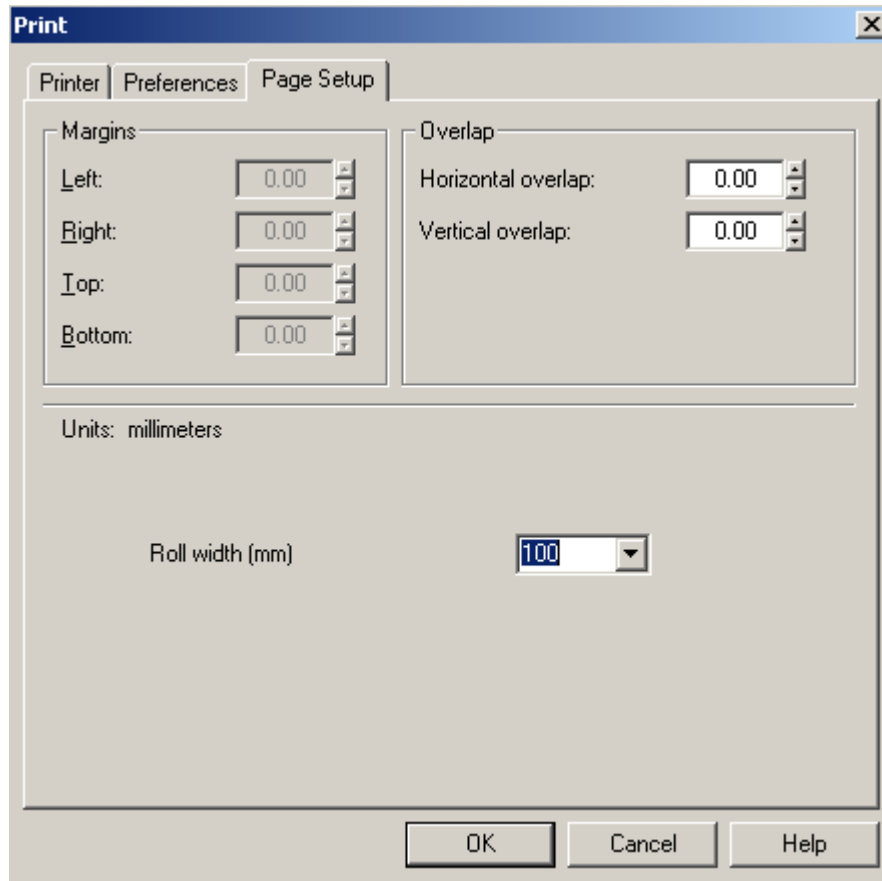 Print
Printer Preferences Page Setup
Margins
Left: 0.00
Right: 0.00
Top: 0.00
Bottom: 0.00
Overlap
Horizontal overlap: 0.00
Vertical overlap: 0.00
Units: millimeters
Roll width (mm) 100
OK Cancel Help